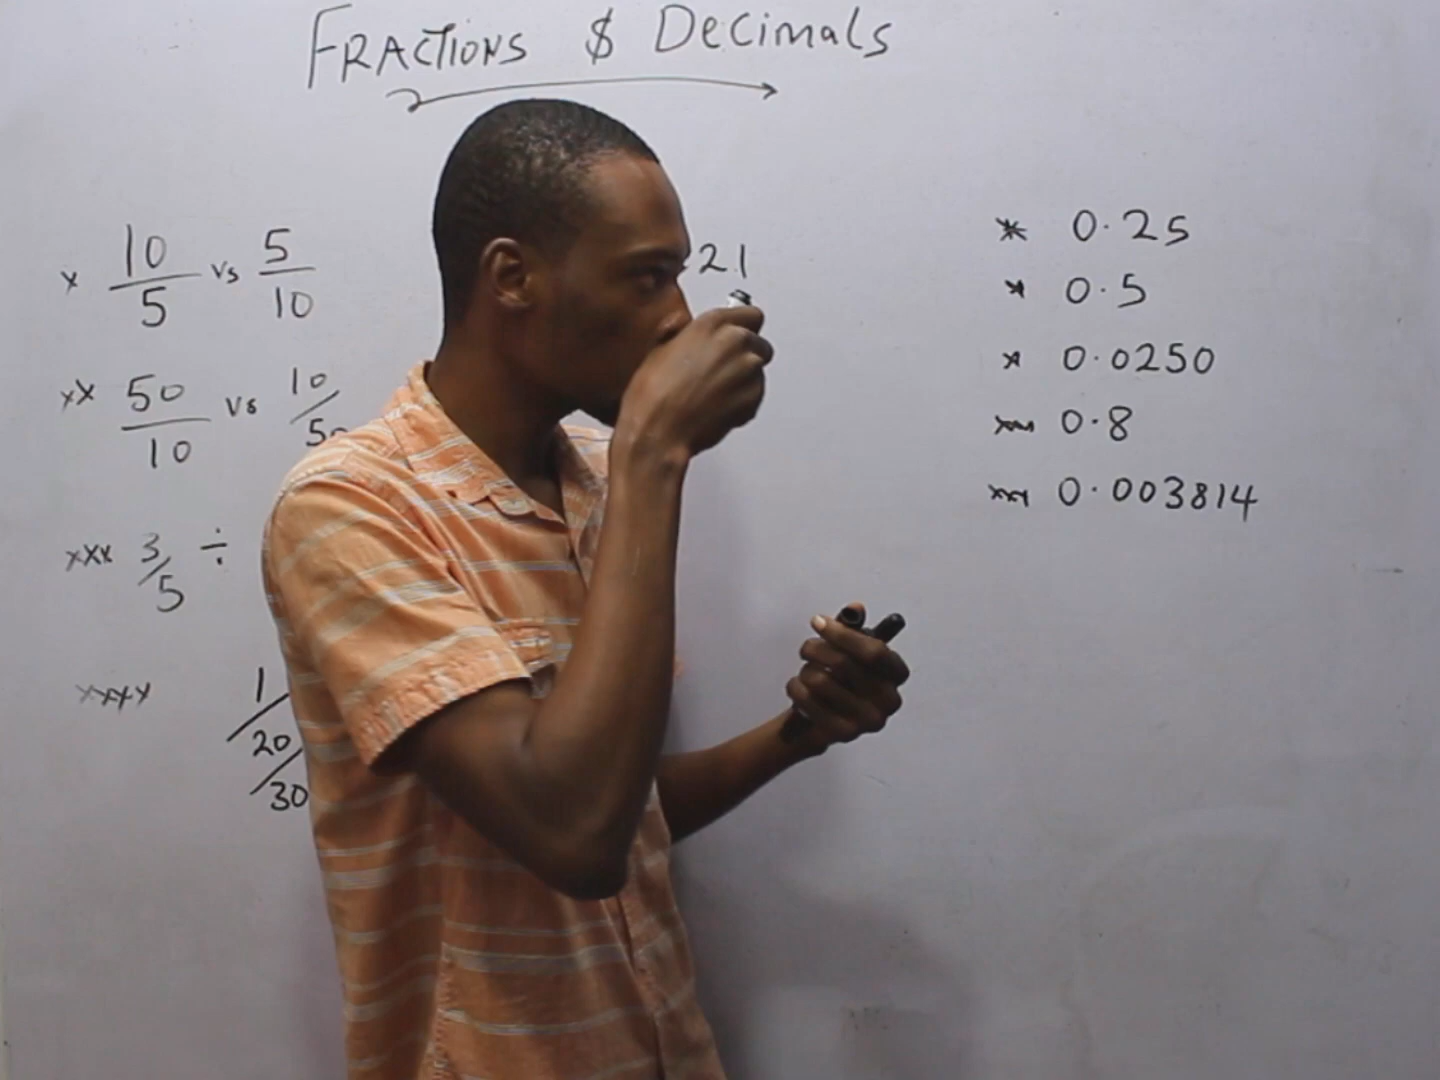 FRACTIONS $ Decimals
x 10/5 vs 5/10
xx 50/10 vs 10/50
xxx 3/5 ÷
xxxx 1/20/30
21
* 0.25
* 0.5
* 0.0250
0.8
0.003814